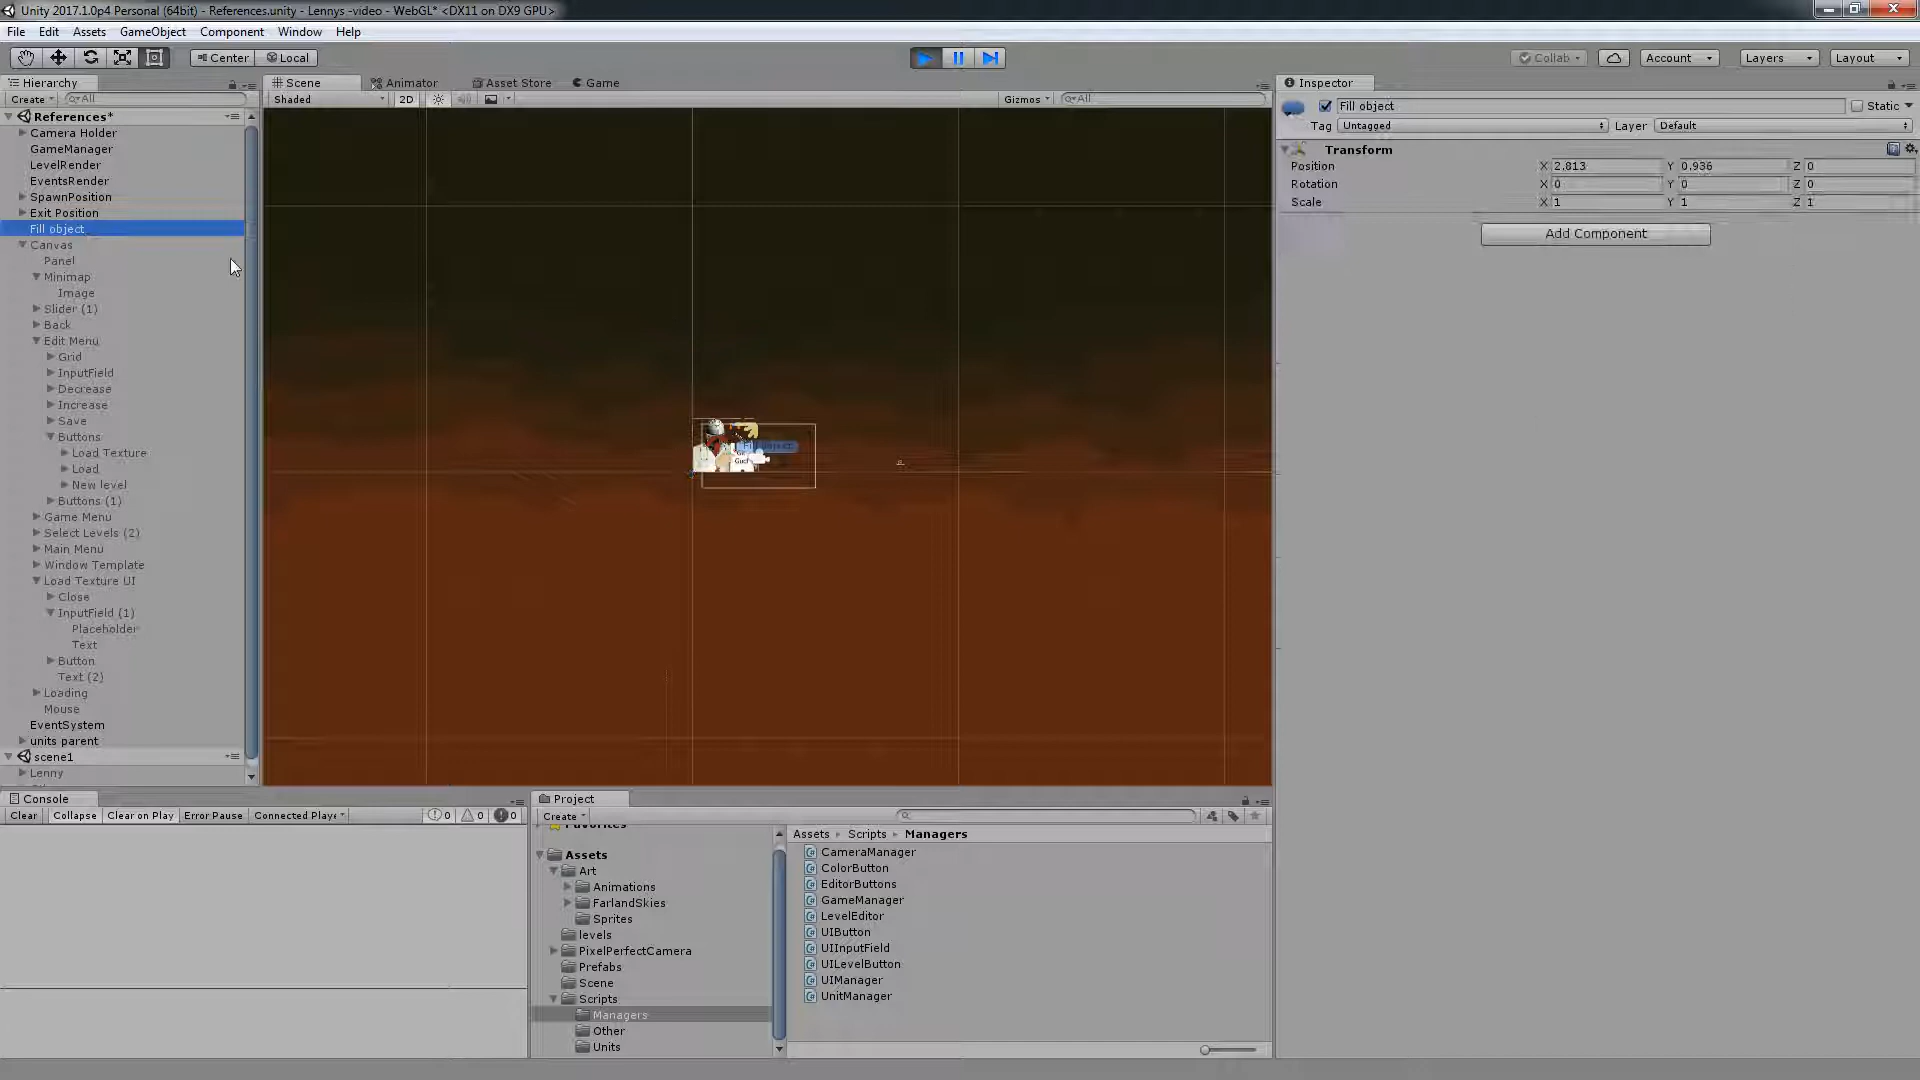 Unity 2017.1.0p4 Personal (64bit) - References.unity - Lennys -video - WebGL* <DX11 on DX9 GPU>
File Edit Assets GameObject Component Window Help
Center Local Collab Account Layers Layout
Hierarchy
Create All
References*
Camera Holder
GameManager
LevelRender
EventsRender
SpawnPosition
Exit Position
Fill object
Canvas
Panel
Minimap
Image
Slider (1)
Back
Edit Menu
Grid
InputField
Decrease
Increase
Save
Buttons
Load Texture
Load
New level
Buttons (1)
Game Menu
Select Levels (2)
Main Menu
Window Template
Load Texture UI
Close
InputField (1)
Placeholder
Text
Button
Text (2)
Loading
Mouse
EventSystem
units parent
scene1
Lenny
Scene Animator Asset Store Game
Shaded 2D Gizmos All
Fill object
Inspector
Fill object Static
Tag Untagged Layer Default
Transform
Position X 2.813 Y 0.936 Z 0
Rotation X 0 Y 0 Z 0
Scale X 1 Y 1 Z 1
Add Component
Console
Clear Collapse Clear on Play Error Pause Connected Playe 0 0 0
Project
Create
Favorites
Assets
Art
Animations
FarlandSkies
Sprites
levels
PixelPerfectCamera
Prefabs
Scene
Scripts
Managers
Other
Units
Assets Scripts Managers
CameraManager
ColorButton
EditorButtons
GameManager
LevelEditor
UIButton
UIInputField
UILevelButton
UIManager
UnitManager